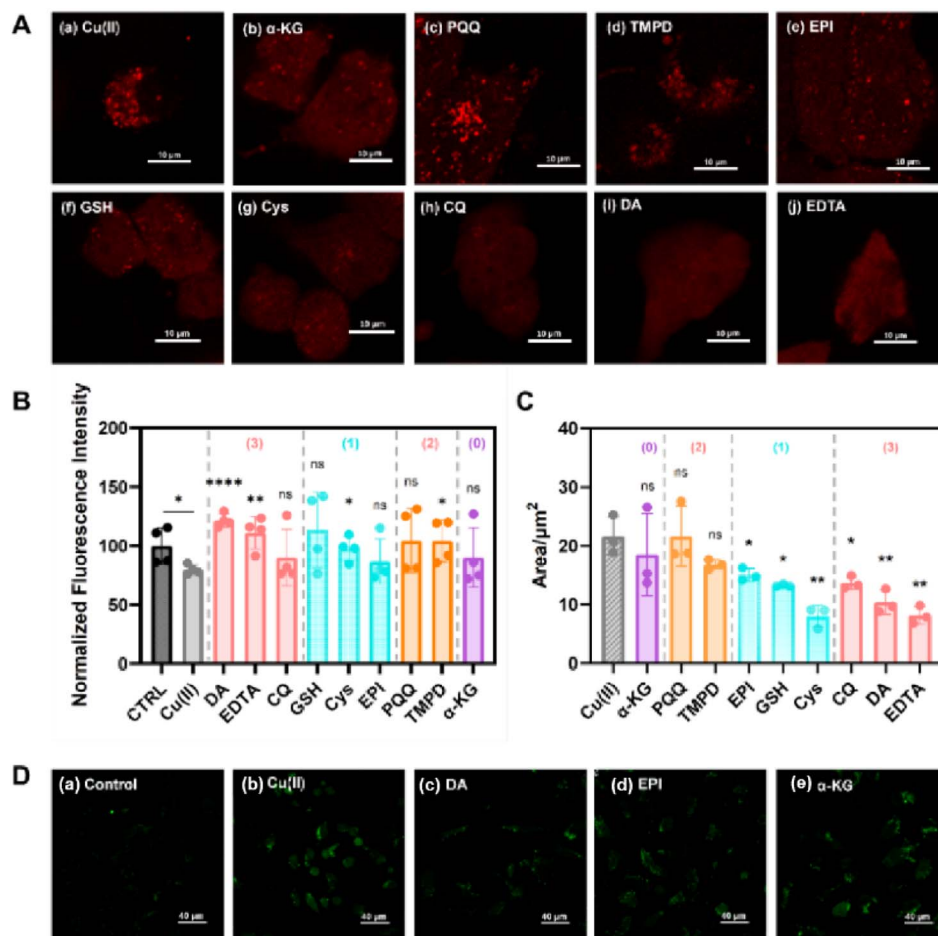 A
(a) Cu(II)
(b) α-KG
(c) PQQ
(d) TMPD
(e) EPI
10 μm
10 μm
10 μm
10 μm
10 μm
(f) GSH
(g) Cys
(h) CQ
(i) DA
(j) EDTA
10 μm
10 μm
10 μm
10 μm
10 μm
B
Normalized Fluorescence Intensity
200
150
100
50
0
(3)
(1)
(2)
(0)
*
****
**
ns
ns
*
ns
ns
*
ns
CTRL
Cu(II)
DA
EDTA
CQ
GSH
Cys
EPI
PQQ
TMPD
α-KG
C
Area/μm²
40
30
20
10
0
(0)
(2)
(1)
(3)
ns
ns
ns
*
*
**
*
**
**
Cu(II)
α-KG
PQQ
TMPD
EPI
GSH
Cys
CQ
DA
EDTA
D
(a) Control
(b) Cu(II)
(c) DA
(d) EPI
(e) α-KG
40 μm
40 μm
40 μm
40 μm
40 μm